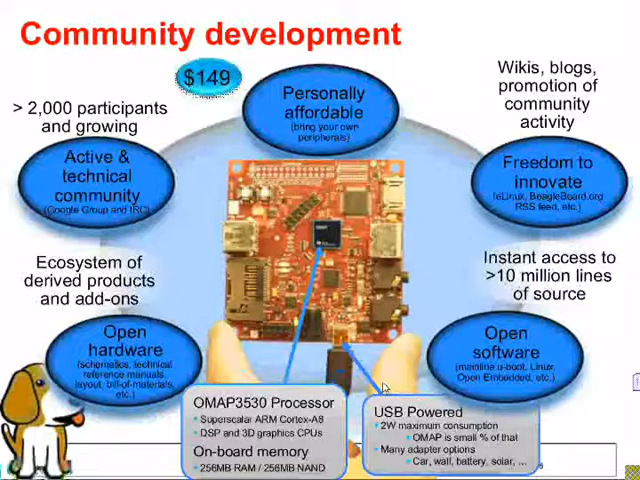 Community development
$149
Personally
affordable
(bring your own
peripherals)
Wikis, blogs,
promotion of
community
activity
> 2,000 participants
and growing
Active &
technical
community
(Google Group and IRC)
Freedom to
innovate
(eLinux, BeagleBoard.org
RSS feed, etc.)
Ecosystem of
derived products
and add-ons
Instant access to
>10 million lines
of source
Open
hardware
(schematics, technical
reference manuals,
layout, bill-of-materials,
etc.)
Open
software
(mainline u-boot, Linux,
Open Embedded, etc.)
OMAP3530 Processor
Superscalar ARM Cortex-A8
DSP and 3D graphics CPUs
On-board memory
256MB RAM / 256MB NAND
USB Powered
2W maximum consumption
OMAP is small % of that
Many adapter options
Car, wall, battery, solar, ...